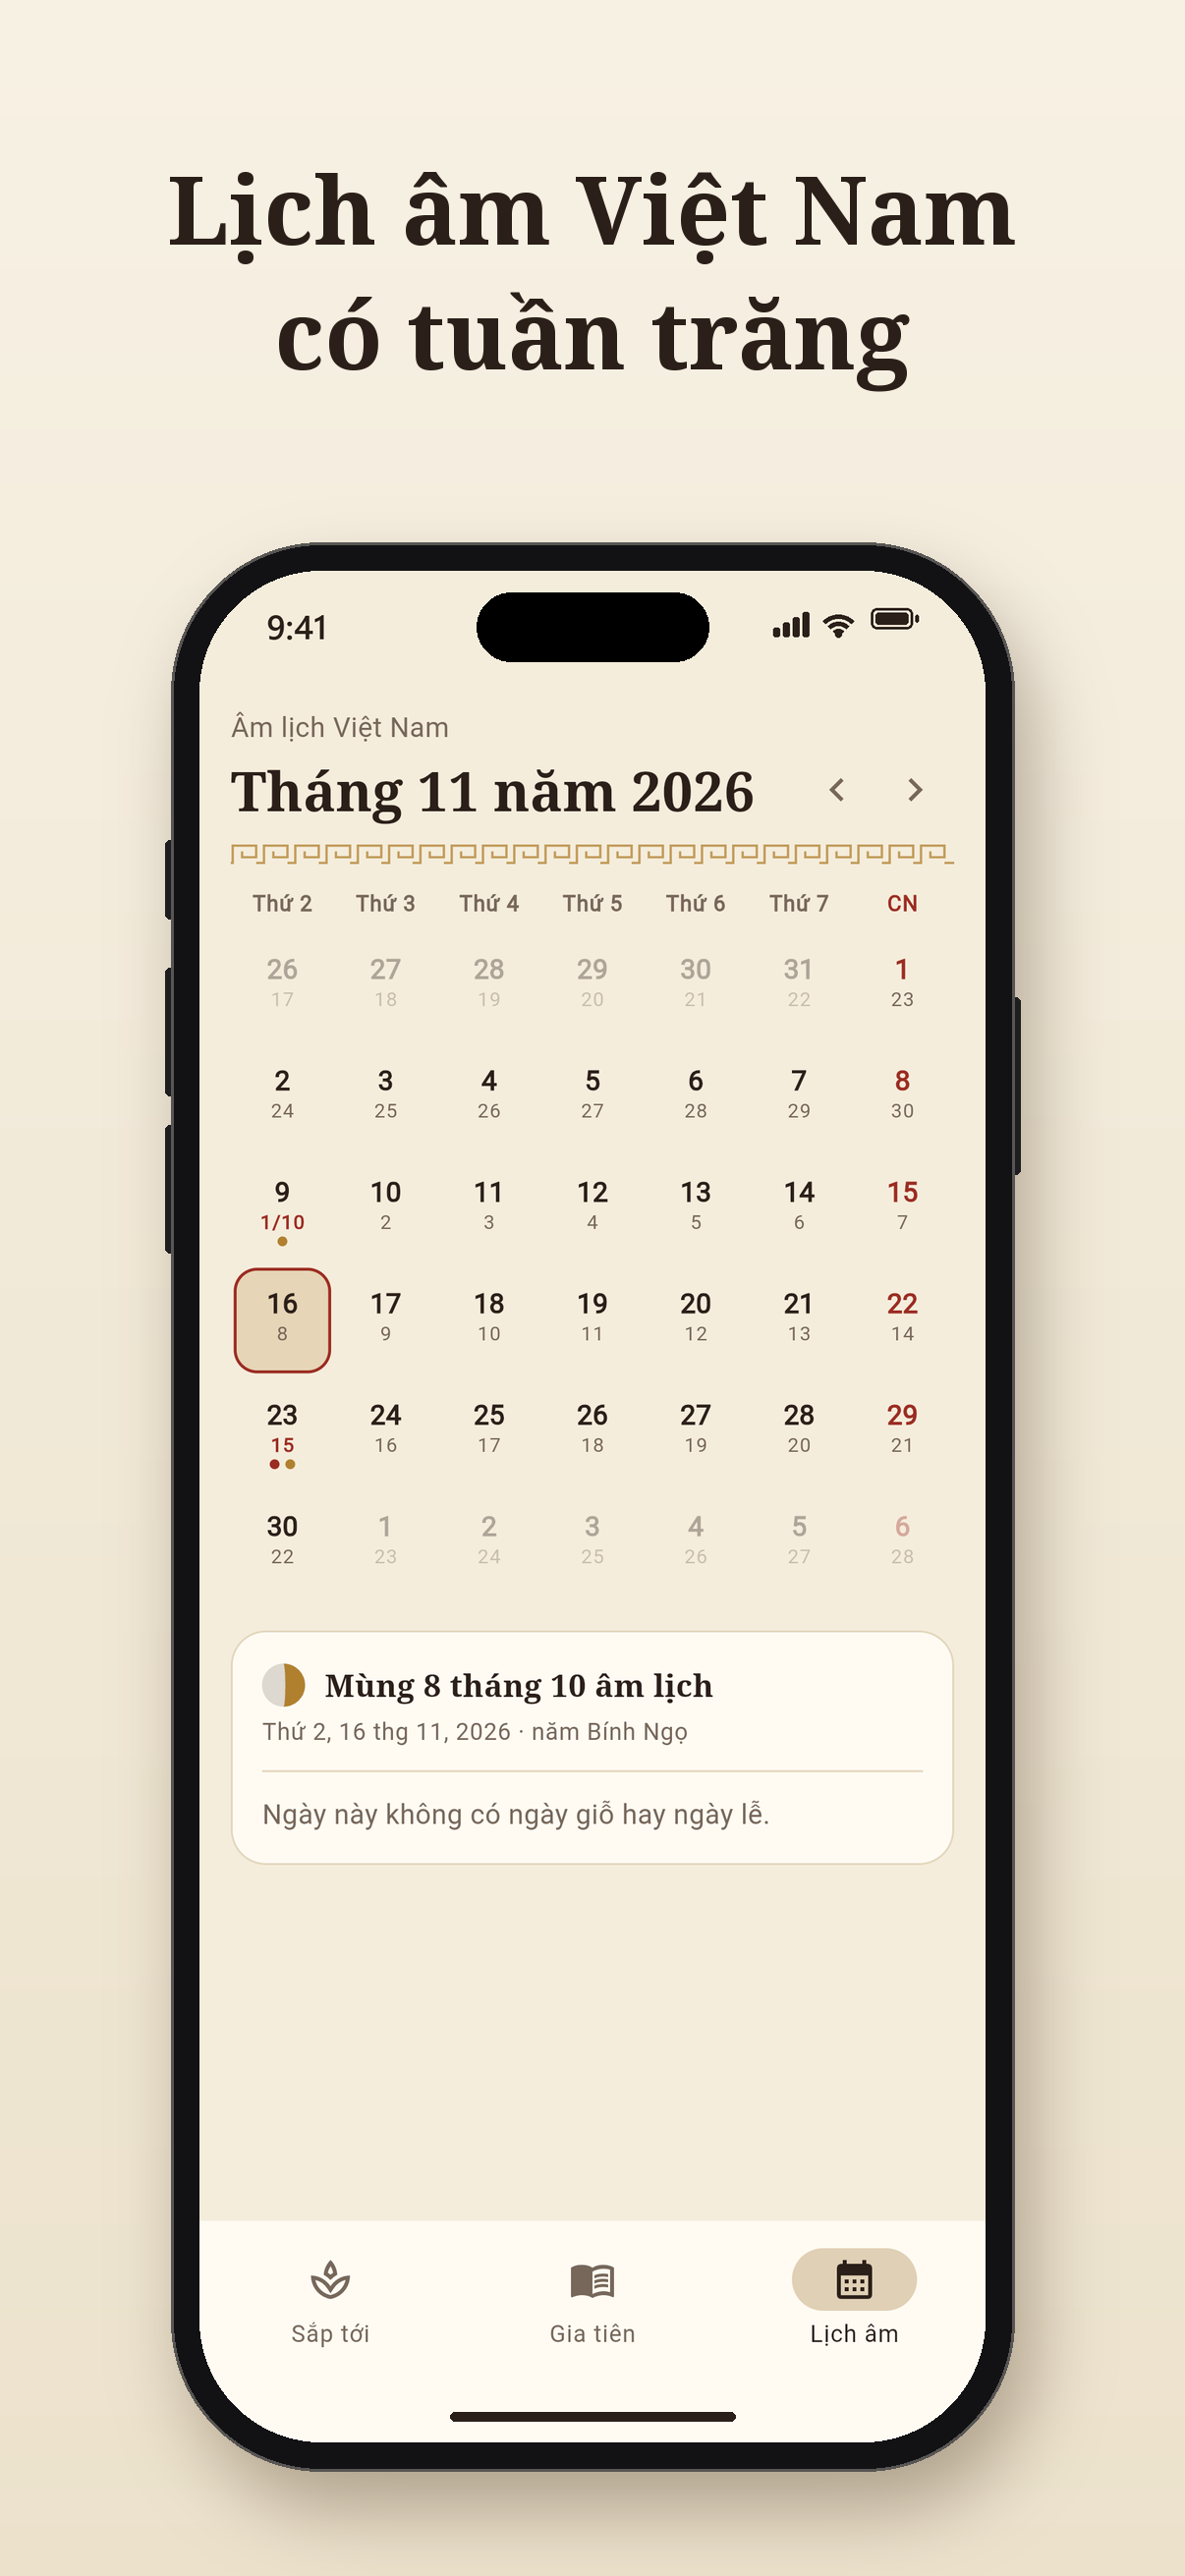 Lịch âm Việt Nam
có tuần trăng
9:41
Âm lịch Việt Nam
Tháng 11 năm 2026
Thứ 2 Thứ 3 Thứ 4 Thứ 5 Thứ 6 Thứ 7 CN
26 27 28 29 30 31 1
17 18 19 20 21 22 23
2 3 4 5 6 7 8
24 25 26 27 28 29 30
9 10 11 12 13 14 15
1/10 2 3 4 5 6 7
16 17 18 19 20 21 22
8 9 10 11 12 13 14
23 24 25 26 27 28 29
15 16 17 18 19 20 21
30 1 2 3 4 5 6
22 23 24 25 26 27 28
Mùng 8 tháng 10 âm lịch
Thứ 2, 16 thg 11, 2026 · năm Bính Ngọ
Ngày này không có ngày giỗ hay ngày lễ.
Sắp tới Gia tiên Lịch âm